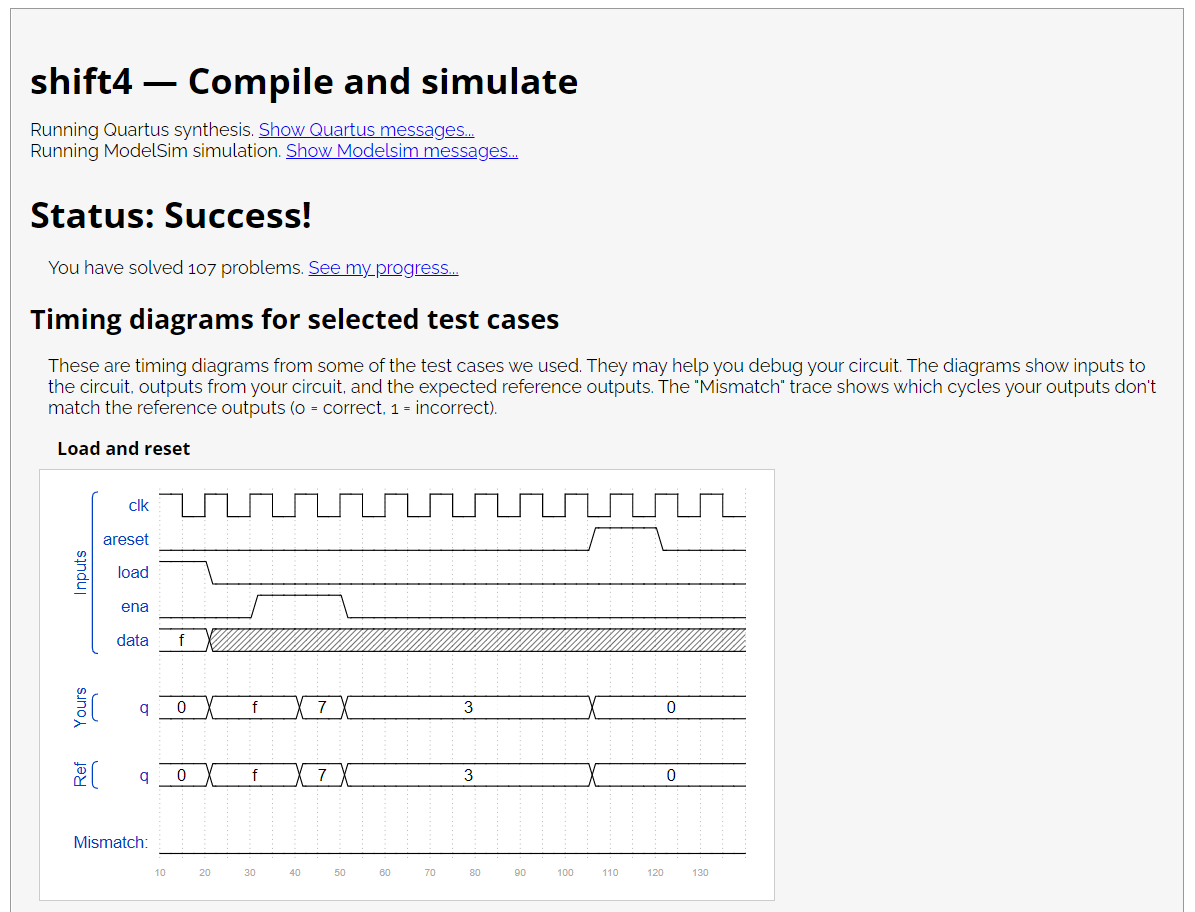 shift4 — Compile and simulate
Running Quartus synthesis. Show Quartus messages...
Running ModelSim simulation. Show Modelsim messages...
Status: Success!
You have solved 107 problems. See my progress...
Timing diagrams for selected test cases
These are timing diagrams from some of the test cases we used. They may help you debug your circuit. The diagrams show inputs to
the circuit, outputs from your circuit, and the expected reference outputs. The "Mismatch" trace shows which cycles your outputs don't
match the reference outputs (0 = correct, 1 = incorrect).
Load and reset
Inputs
clk
areset
load
ena
data f
Yours
q 0 f 7 3 0
Ref
q 0 f 7 3 0
Mismatch:
10 20 30 40 50 60 70 80 90 100 110 120 130